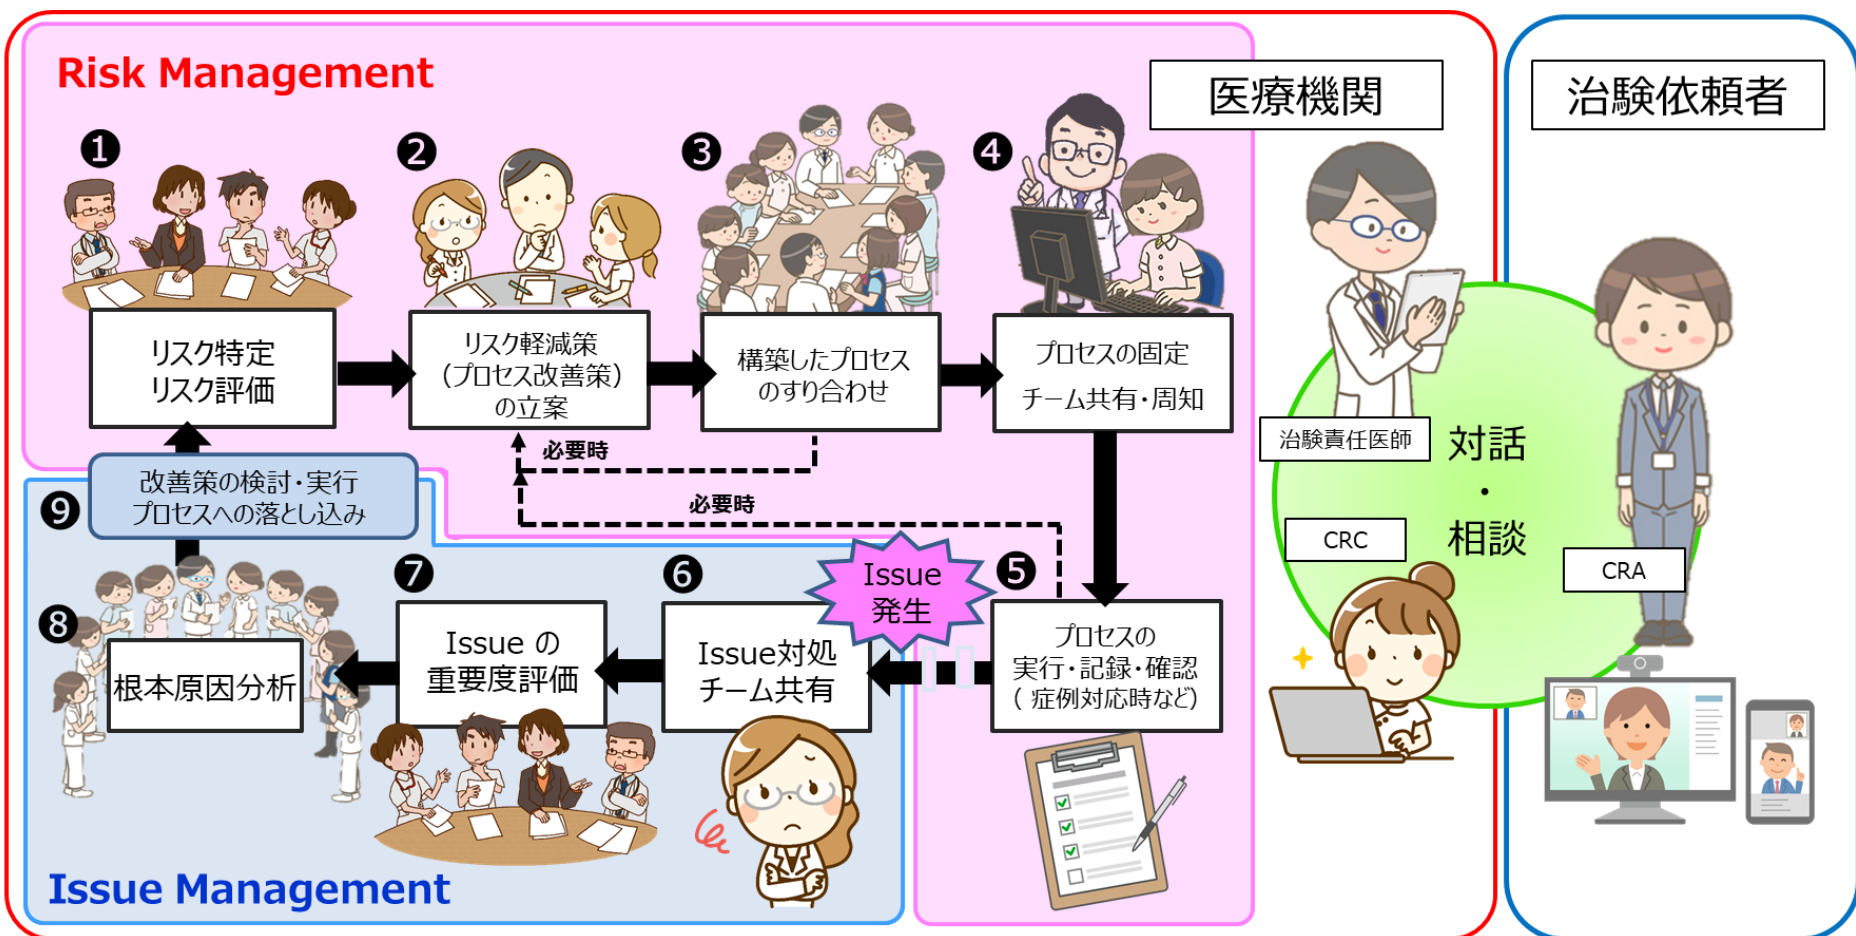 Risk Management
医療機関
治験依頼者
❶
❷
❸
❹
リスク特定
リスク評価
リスク軽減策
（プロセス改善策）
の立案
構築したプロセス
のすり合わせ
プロセスの固定
チーム共有・周知
必要時
必要時
治験責任医師
対話
・
相談
CRC
CRA
❾
改善策の検討・実行
プロセスへの落とし込み
❽
根本原因分析
❼
Issue の
重要度評価
❻
Issue対処
チーム共有
Issue
発生
❺
プロセスの
実行・記録・確認
( 症例対応時など)
Issue Management